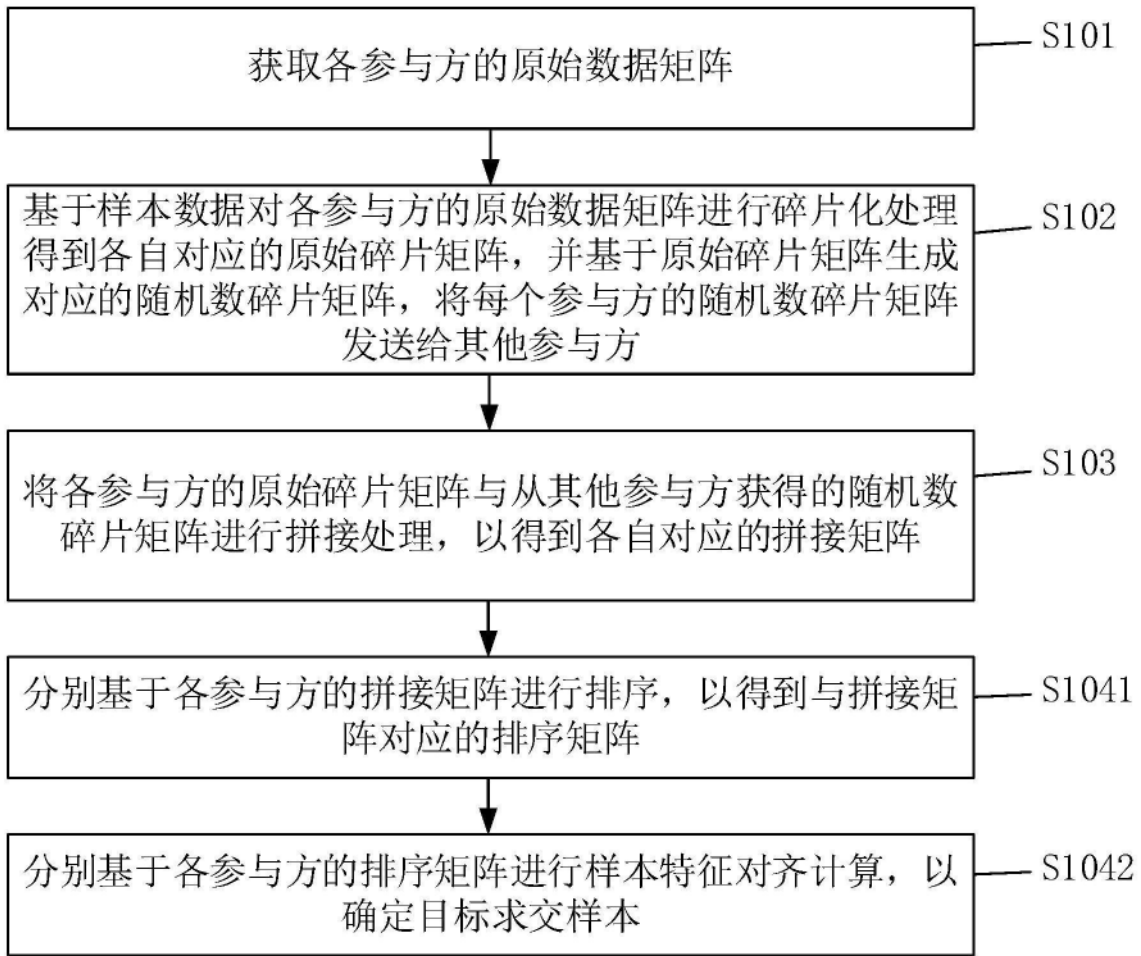 获取各参与方的原始数据矩阵
S101
基于样本数据对各参与方的原始数据矩阵进行碎片化处理
得到各自对应的原始碎片矩阵，并基于原始碎片矩阵生成
对应的随机数碎片矩阵，将每个参与方的随机数碎片矩阵
发送给其他参与方
S102
将各参与方的原始碎片矩阵与从其他参与方获得的随机数
碎片矩阵进行拼接处理，以得到各自对应的拼接矩阵
S103
分别基于各参与方的拼接矩阵进行排序，以得到与拼接矩
阵对应的排序矩阵
S1041
分别基于各参与方的排序矩阵进行样本特征对齐计算，以
确定目标求交样本
S1042